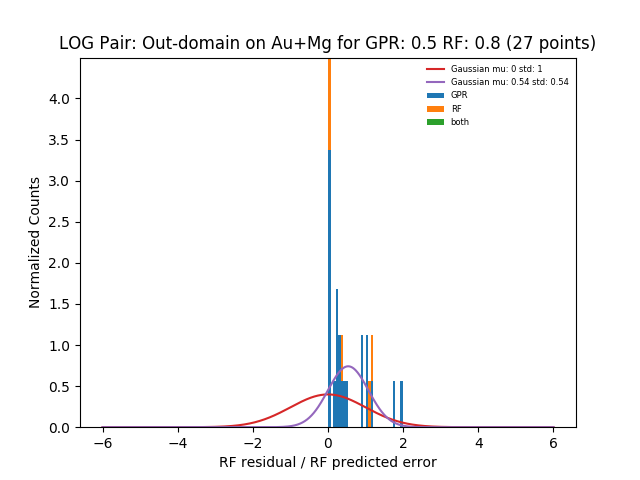 LOG Pair: Out-domain on Au+Mg for GPR: 0.5 RF: 0.8 (27 points)
Gaussian mu: 0 std: 1
Gaussian mu: 0.54 std: 0.54
GPR
RF
both
Normalized Counts
4.0
3.5
3.0
2.5
2.0
1.5
1.0
0.5
0.0
−6 −4 −2 0 2 4 6
RF residual / RF predicted error